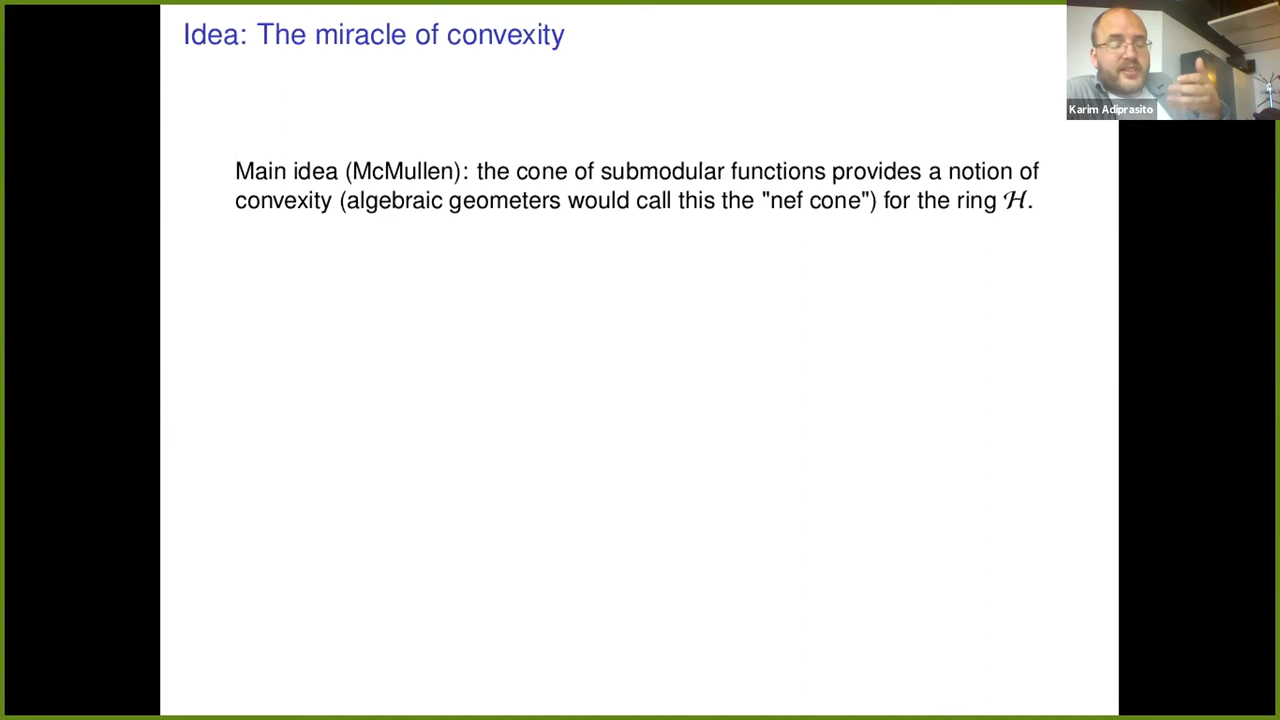 Idea: The miracle of convexity
Karim Adiprasito
Main idea (McMullen): the cone of submodular functions provides a notion of
convexity (algebraic geometers would call this the "nef cone") for the ring ℋ.